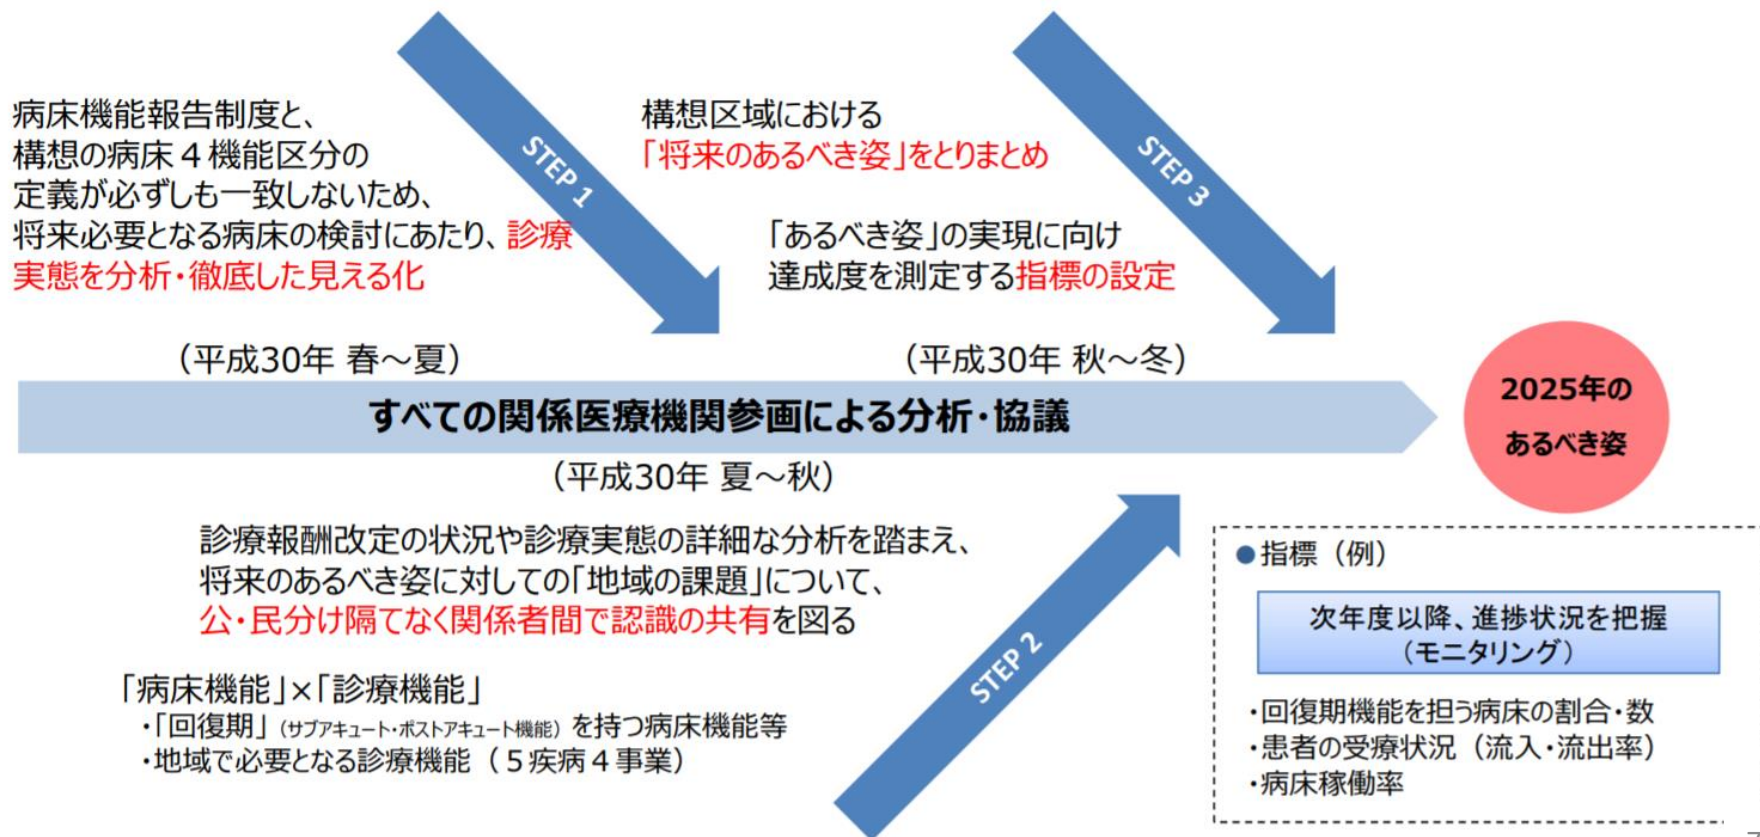 病床機能報告制度と、
構想の病床４機能区分の
定義が必ずしも一致しないため、
将来必要となる病床の検討にあたり、診療
実態を分析・徹底した見える化
STEP 1
（平成30年 春～夏）
構想区域における
「将来のあるべき姿」をとりまとめ
「あるべき姿」の実現に向け
達成度を測定する指標の設定
STEP 3
（平成30年 秋～冬）
すべての関係医療機関参画による分析・協議
2025年の
あるべき姿
（平成30年 夏～秋）
診療報酬改定の状況や診療実態の詳細な分析を踏まえ、
将来のあるべき姿に対しての「地域の課題」について、
公・民分け隔てなく関係者間で認識の共有を図る
STEP 2
「病床機能」×「診療機能」
・「回復期」（サブアキュート・ポストアキュート機能）を持つ病床機能等
・地域で必要となる診療機能（５疾病４事業）
●指標（例）
次年度以降、進捗状況を把握
（モニタリング）
・回復期機能を担う病床の割合・数
・患者の受療状況（流入・流出率）
・病床稼働率